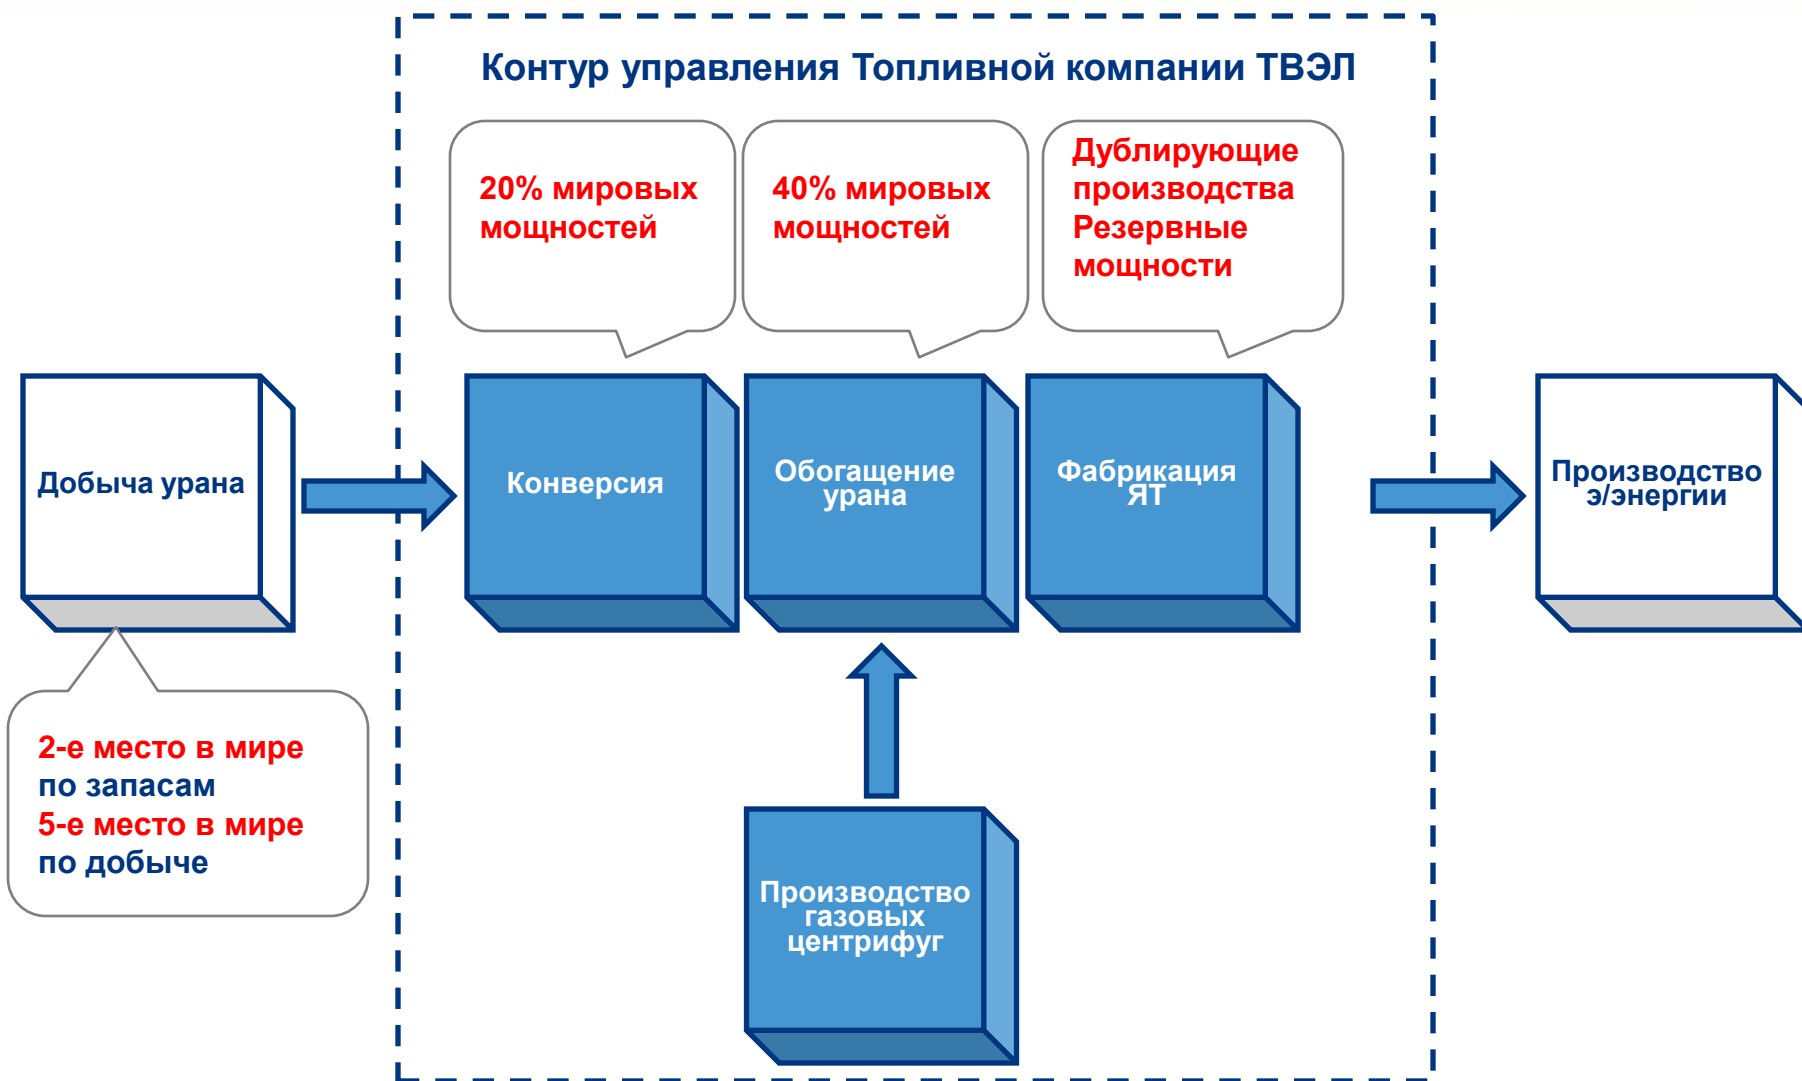 Контур управления Топливной компании ТВЭЛ
20% мировых
мощностей
40% мировых
мощностей
Дублирующие
производства
Резервные
мощности
Добыча урана
Конверсия
Обогащение
урана
Фабрикация
ЯТ
Производство
э/энергии
2-е место в мире
по запасам
5-е место в мире
по добыче
Производство
газовых
центрифуг